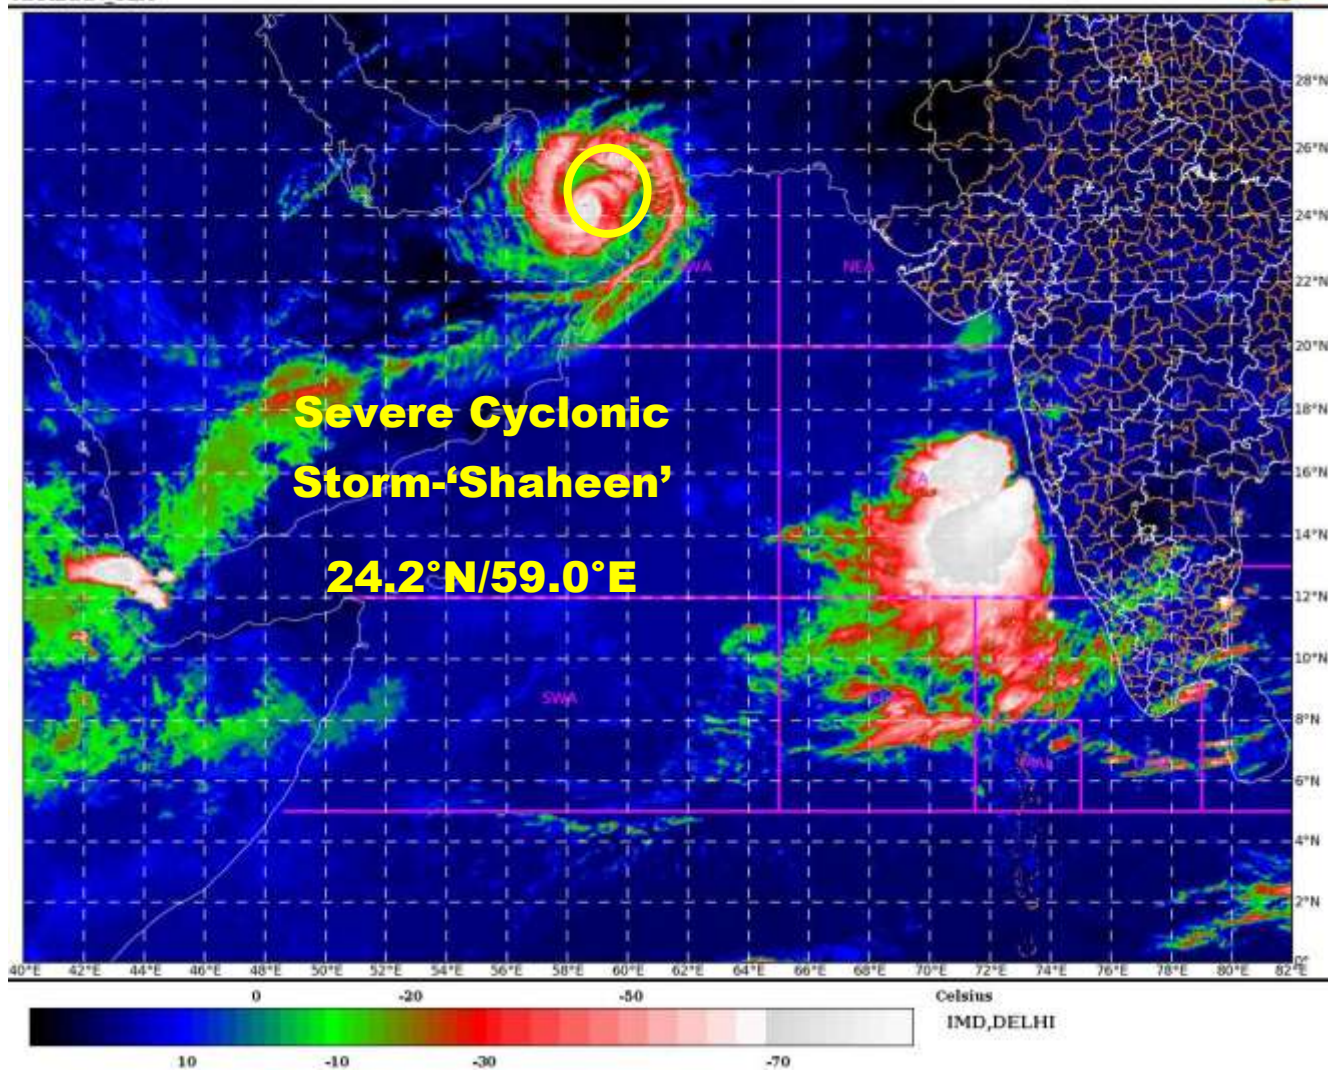 28°N
26°N
24°N
NEA
22°N
20°N
Severe Cyclonic
18°N
Storm-‘Shaheen’
16°N
14°N
24.2°N/59.0°E
12°N
10°N
SWA
8°N
6°N
4°N
2°N
0°
40°E 42°E 44°E 46°E 48°E 50°E 52°E 54°E 56°E 58°E 60°E 62°E 64°E 66°E 68°E 70°E 72°E 74°E 76°E 78°E 80°E 82°E
0 -20 -50 Celsius
IMD,DELHI
10 -10 -30 -70